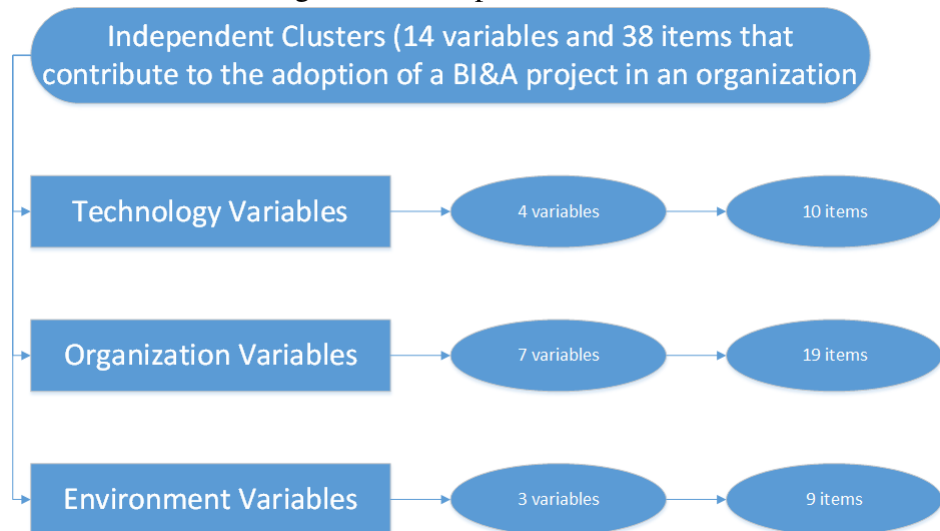 Independent Clusters (14 variables and 38 items that
contribute to the adoption of a BI&A project in an organization
Technology Variables
4 variables
10 items
Organization Variables
7 variables
19 items
Environment Variables
3 variables
9 items